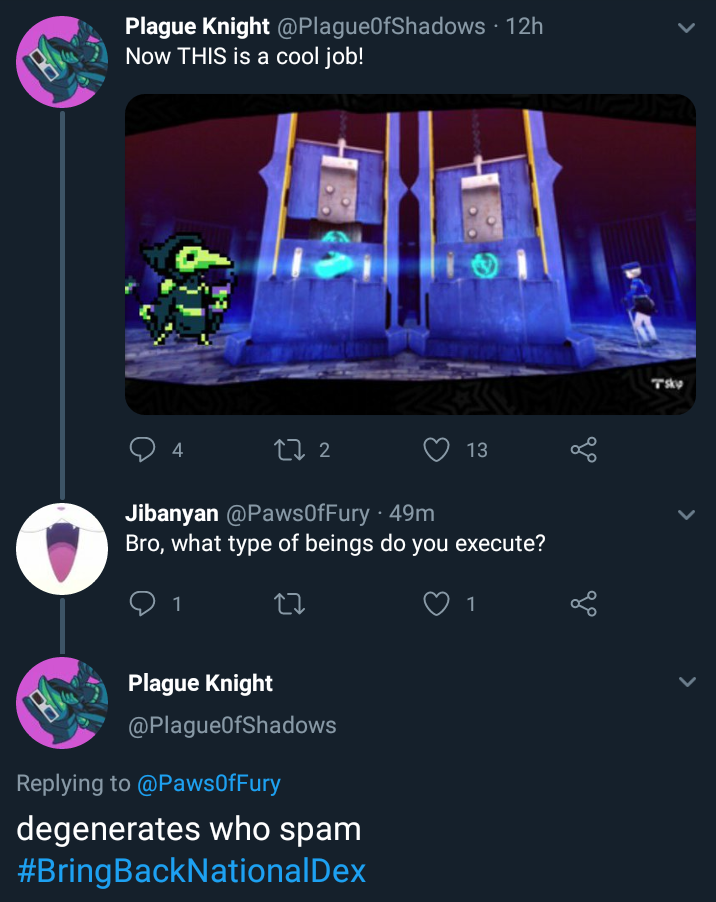 Plague Knight @PlagueOfShadows · 12h
Now THIS is a cool job!
T skip
4 2 13
Jibanyan @PawsOfFury · 49m
Bro, what type of beings do you execute?
1 1
Plague Knight
@PlagueOfShadows
Replying to @PawsOfFury
degenerates who spam
#BringBackNationalDex